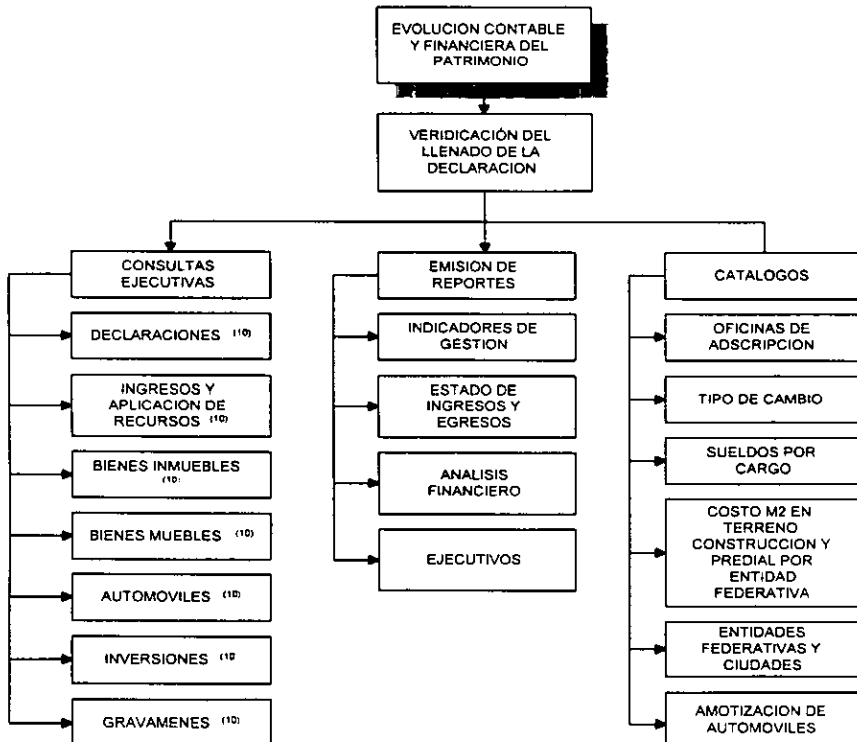 EVOLUCION CONTABLE
Y FINANCIERA DEL
PATRIMONIO
VERIDICACIÓN DEL
LLENADO DE LA
DECLARACION
CONSULTAS
EJECUTIVAS
DECLARACIONES (10)
INGRESOS Y
APLICACION DE
RECURSOS (10)
BIENES INMUEBLES
(10)
BIENES MUEBLES (10)
AUTOMOVILES (10)
INVERSIONES (10
GRAVAMENES (10)
EMISION DE
REPORTES
INDICADORES DE
GESTION
ESTADO DE
INGRESOS Y
EGRESOS
ANALISIS
FINANCIERO
EJECUTIVOS
CATALOGOS
OFICINAS DE
ADSCRIPCION
TIPO DE CAMBIO
SUELDOS POR
CARGO
COSTO M2 EN
TERRENO
CONSTRUCCION Y
PREDIAL POR
ENTIDAD
FEDERATIVA
ENTIDADES
FEDERATIVAS Y
CIUDADES
AMOTIZACION DE
AUTOMOVILES